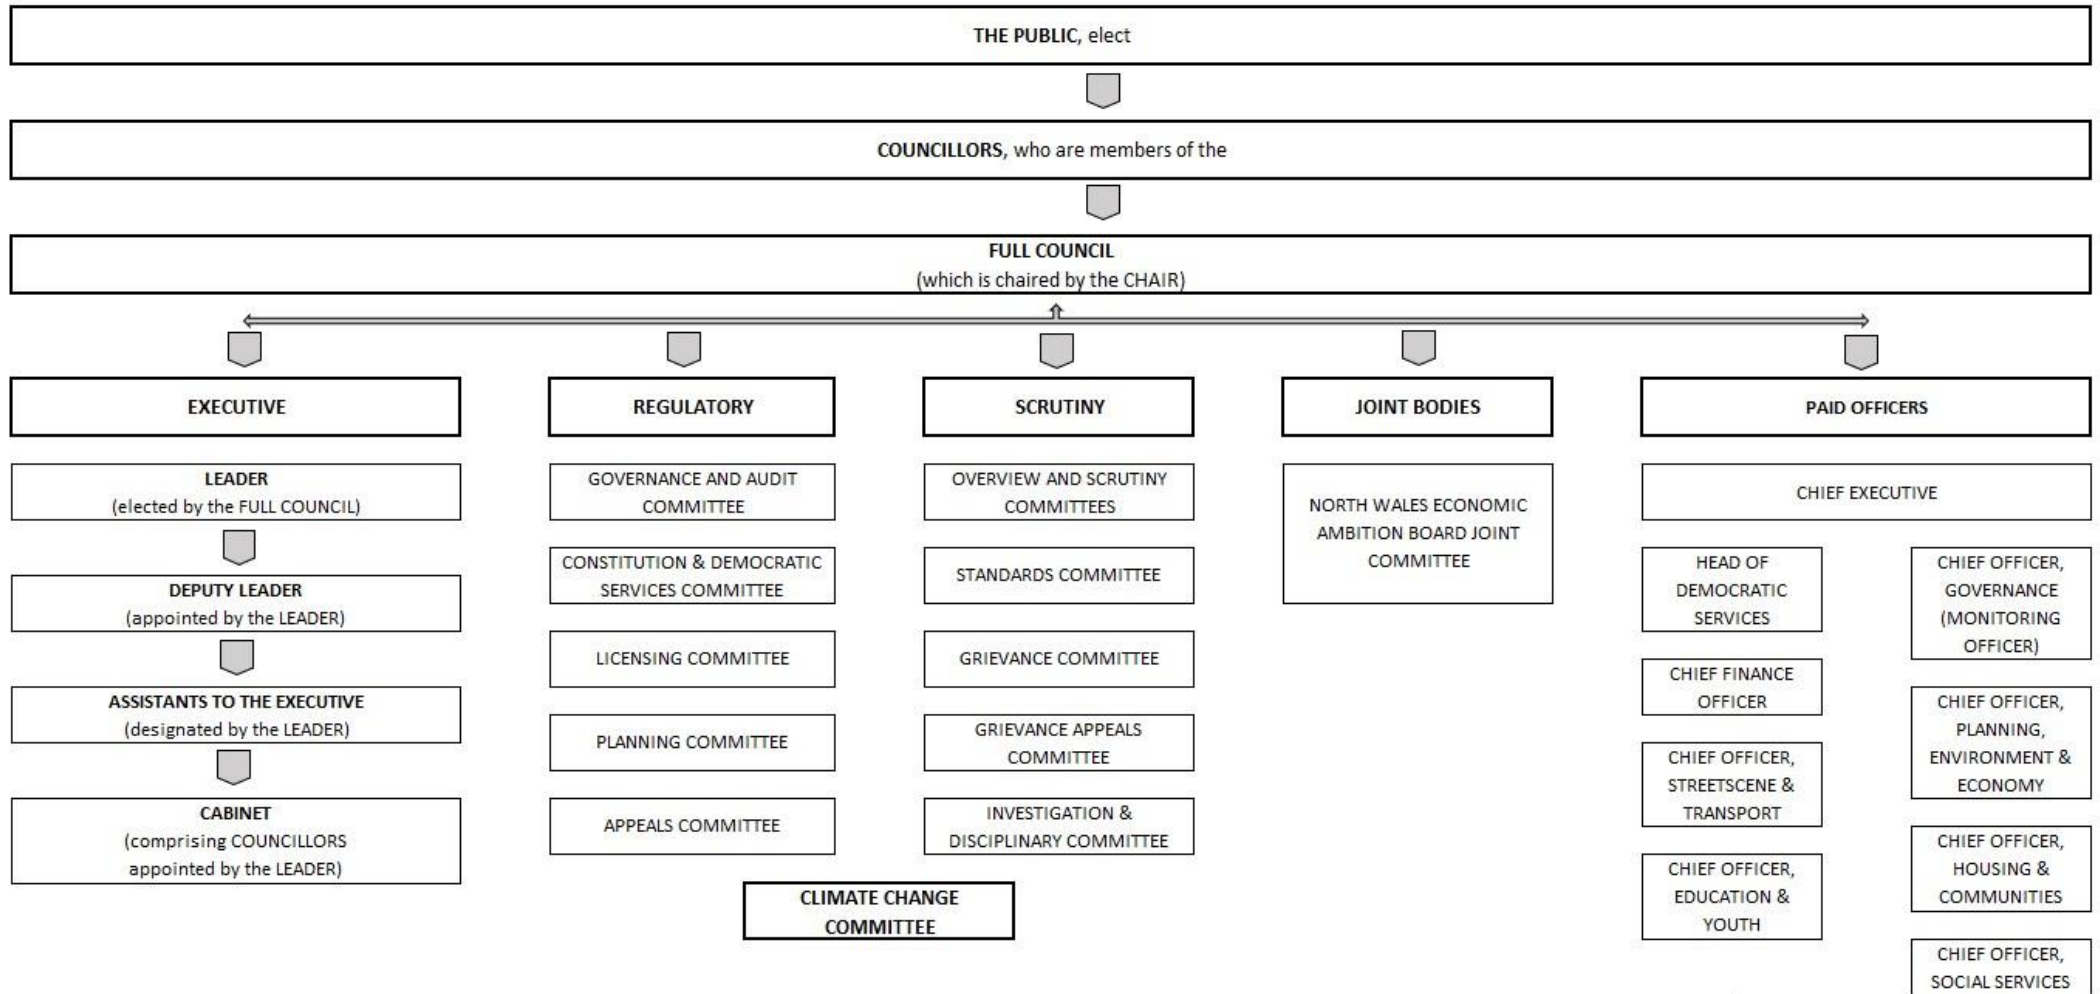 THE PUBLIC, elect
COUNCILLORS, who are members of the
FULL COUNCIL
(which is chaired by the CHAIR)
EXECUTIVE
LEADER
(elected by the FULL COUNCIL)
DEPUTY LEADER
(appointed by the LEADER)
ASSISTANTS TO THE EXECUTIVE
(designated by the LEADER)
CABINET
(comprising COUNCILLORS
appointed by the LEADER)
REGULATORY
GOVERNANCE AND AUDIT
COMMITTEE
CONSTITUTION & DEMOCRATIC
SERVICES COMMITTEE
LICENSING COMMITTEE
PLANNING COMMITTEE
APPEALS COMMITTEE
SCRUTINY
OVERVIEW AND SCRUTINY
COMMITTEES
STANDARDS COMMITTEE
GRIEVANCE COMMITTEE
GRIEVANCE APPEALS
COMMITTEE
INVESTIGATION &
DISCIPLINARY COMMITTEE
CLIMATE CHANGE
COMMITTEE
JOINT BODIES
NORTH WALES ECONOMIC
AMBITION BOARD JOINT
COMMITTEE
PAID OFFICERS
CHIEF EXECUTIVE
HEAD OF
DEMOCRATIC
SERVICES
CHIEF FINANCE
OFFICER
CHIEF OFFICER,
STREETSCENE &
TRANSPORT
CHIEF OFFICER,
EDUCATION &
YOUTH
CHIEF OFFICER,
GOVERNANCE
(MONITORING
OFFICER)
CHIEF OFFICER,
PLANNING,
ENVIRONMENT &
ECONOMY
CHIEF OFFICER,
HOUSING &
COMMUNITIES
CHIEF OFFICER,
SOCIAL SERVICES